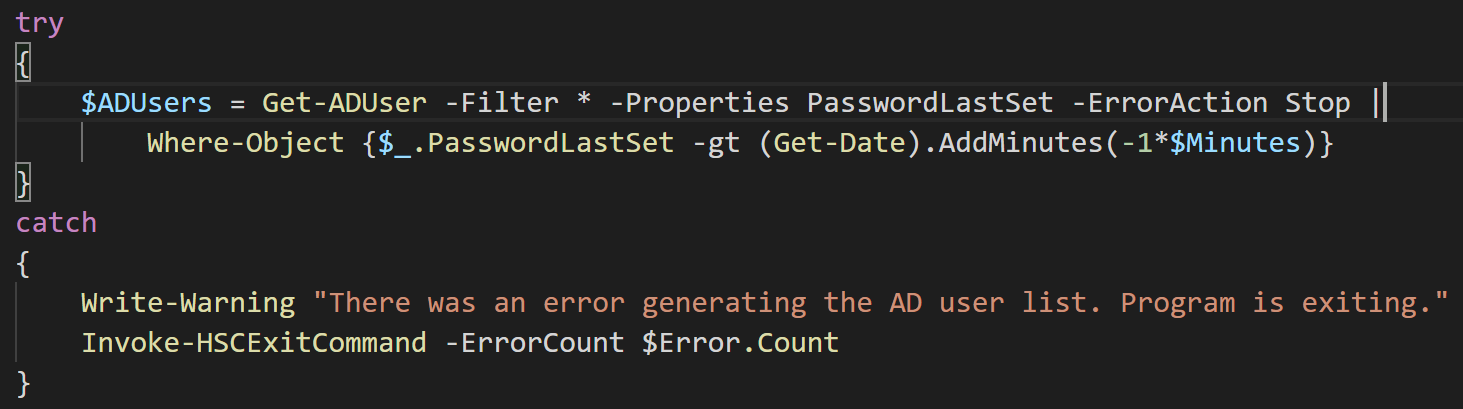 try
{
    $ADUsers = Get-ADUser -Filter * -Properties PasswordLastSet -ErrorAction Stop |
        Where-Object {$_.PasswordLastSet -gt (Get-Date).AddMinutes(-1*$Minutes)}
}
catch
{
    Write-Warning "There was an error generating the AD user list. Program is exiting."
    Invoke-HSCExitCommand -ErrorCount $Error.Count
}